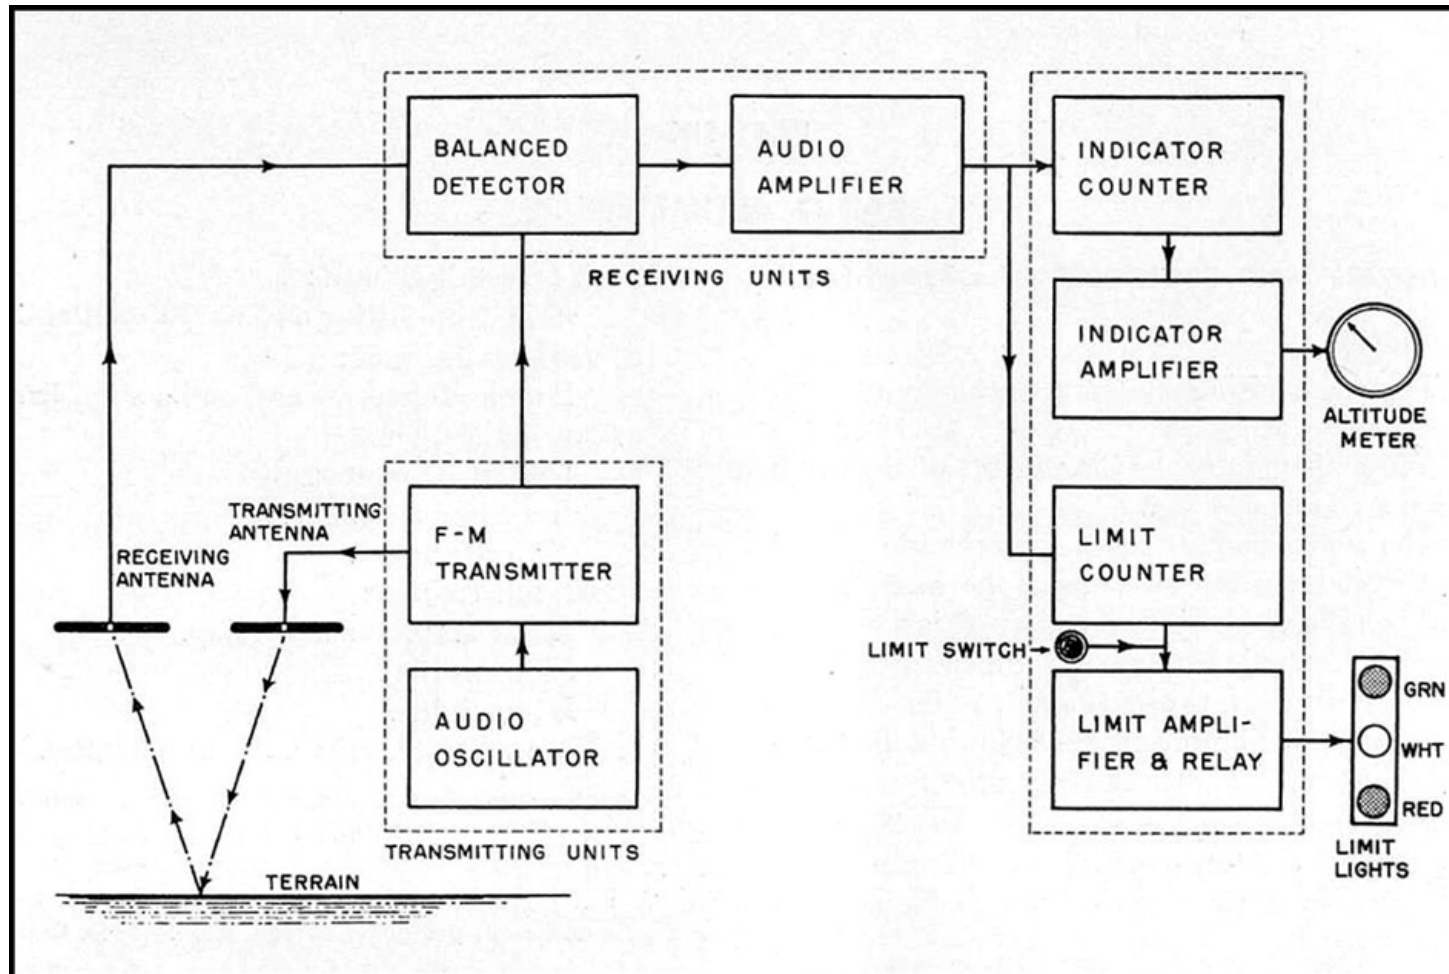 BALANCED
DETECTOR
AUDIO
AMPLIFIER
INDICATOR
COUNTER
RECEIVING UNITS
INDICATOR
AMPLIFIER
ALTITUDE
METER
TRANSMITTING
ANTENNA
RECEIVING
ANTENNA
F-M
TRANSMITTER
LIMIT
COUNTER
LIMIT SWITCH
AUDIO
OSCILLATOR
LIMIT AMPLI-
FIER & RELAY
GRN
WHT
RED
LIMIT
LIGHTS
TRANSMITTING UNITS
TERRAIN